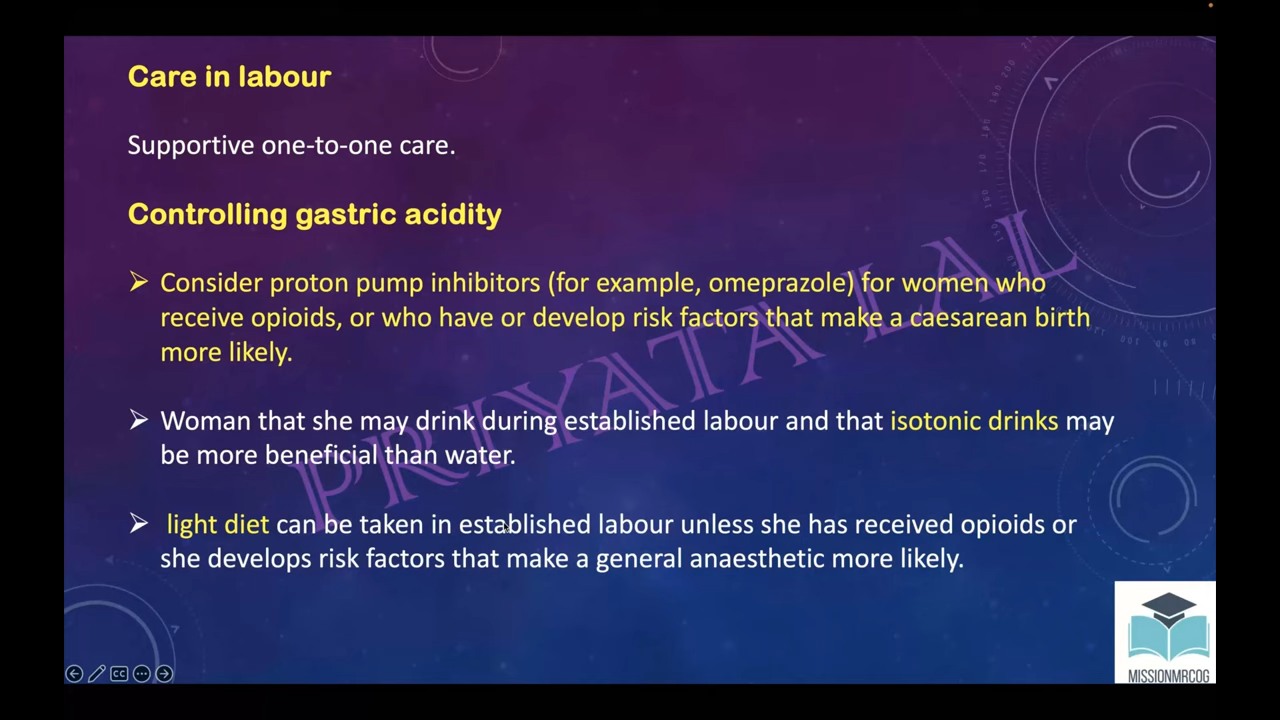 Care in labour
Supportive one-to-one care.
Controlling gastric acidity
Consider proton pump inhibitors (for example, omeprazole) for women who
receive opioids, or who have or develop risk factors that make a caesarean birth
more likely.
Woman that she may drink during established labour and that isotonic drinks may
be more beneficial than water.
light diet can be taken in established labour unless she has received opioids or
she develops risk factors that make a general anaesthetic more likely.
PRIYATA LAL
CC
MISSIONMRCOG